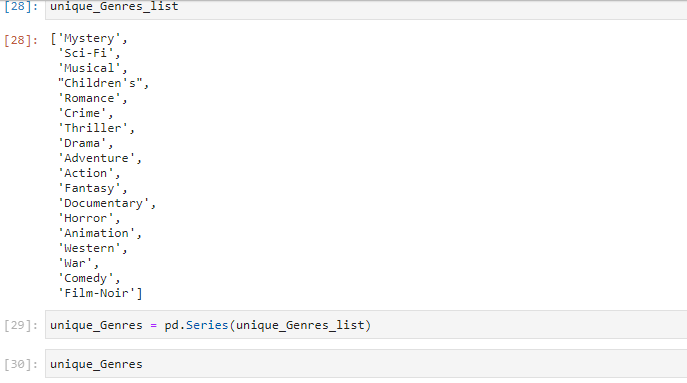 [28]: unique_Genres_list
[28]: ['Mystery',
'Sci-Fi',
'Musical',
"Children's",
'Romance',
'Crime',
'Thriller',
'Drama',
'Adventure',
'Action',
'Fantasy',
'Documentary',
'Horror',
'Animation',
'Western',
'War',
'Comedy',
'Film-Noir']
[29]: unique_Genres = pd.Series(unique_Genres_list)
[30]: unique_Genres